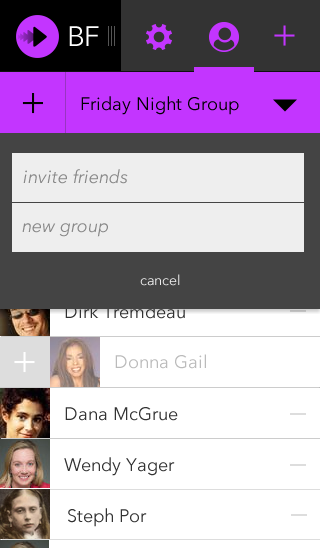 BF
Friday Night Group
invite friends
new group
cancel
Dirk Tremdeau
Donna Gail
Dana McGrue
Wendy Yager
Steph Por